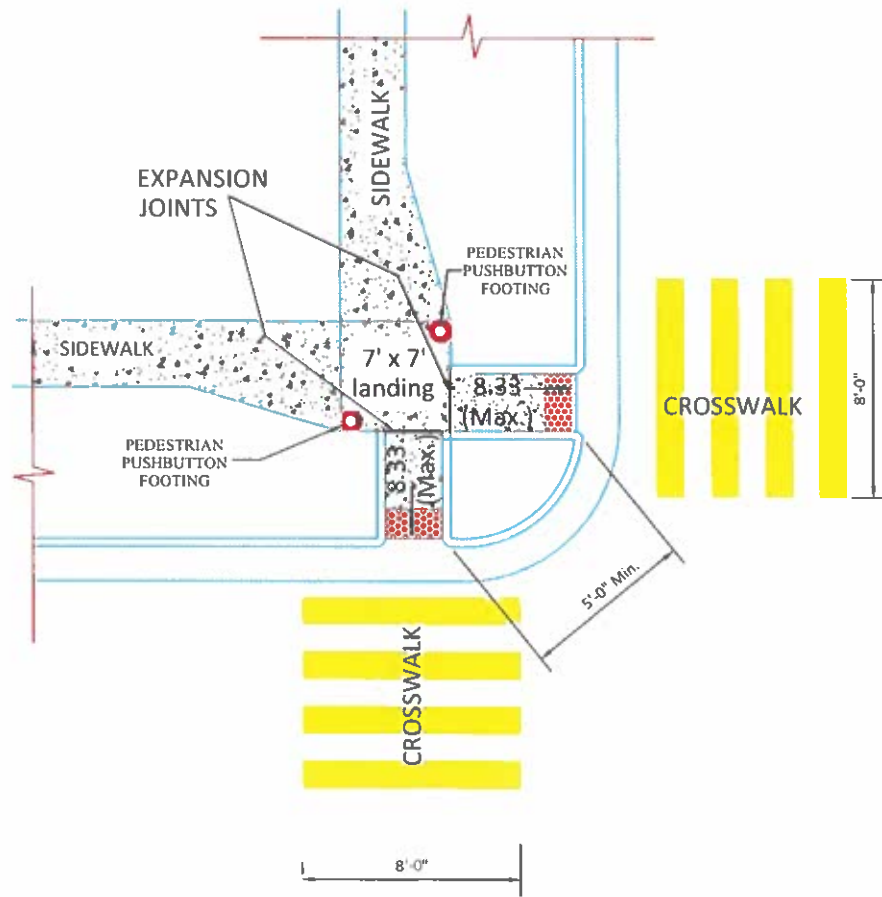 SIDEWALK
EXPANSION
JOINTS
PEDESTRIAN
PUSHBUTTON
FOOTING
SIDEWALK
7' x 7'
landing
8.33
(Max.)
CROSSWALK
8'-0"
PEDESTRIAN
PUSHBUTTON
FOOTING
8.33
(Max.)
5'-0" Min.
CROSSWALK
8'-0"